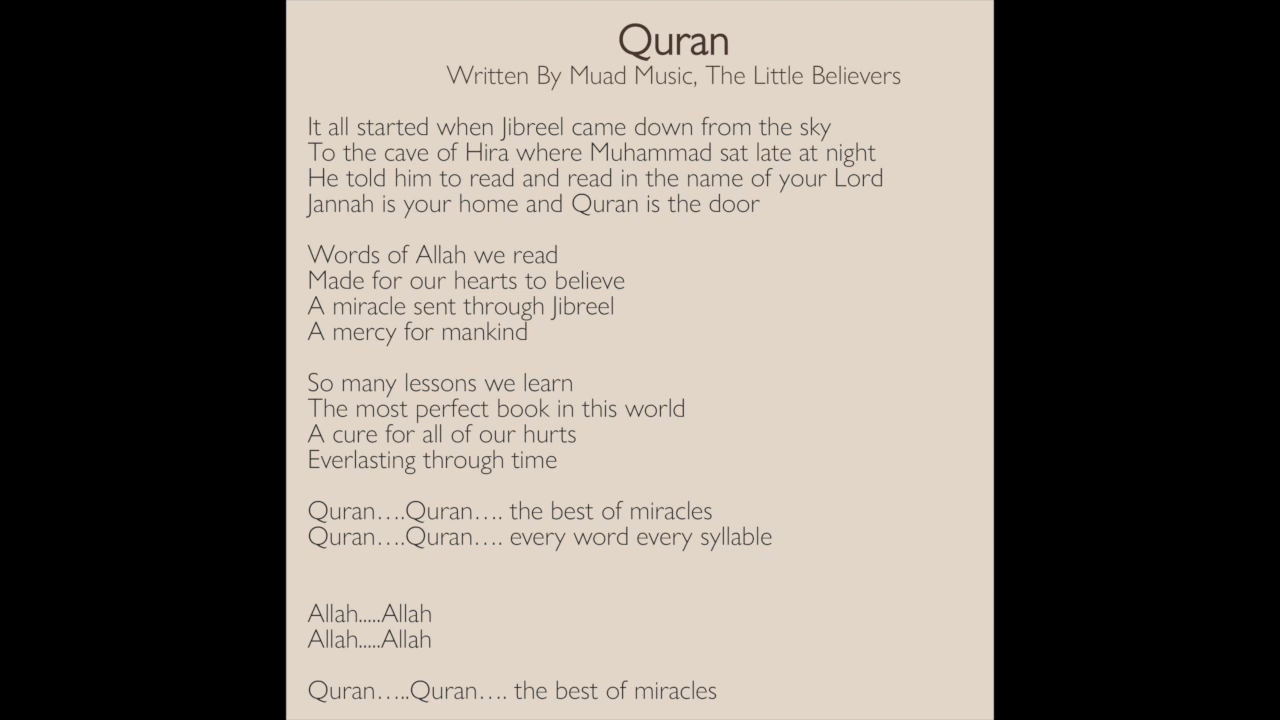 Quran
Written By Muad Music, The Little Believers
It all started when Jibreel came down from the sky
To the cave of Hira where Muhammad sat late at night
He told him to read and read in the name of your Lord
Jannah is your home and Quran is the door
Words of Allah we read
Made for our hearts to believe
A miracle sent through Jibreel
A mercy for mankind
So many lessons we learn
The most perfect book in this world
A cure for all of our hurts
Everlasting through time
Quran….Quran…. the best of miracles
Quran….Quran…. every word every syllable
Allah.....Allah
Allah.....Allah
Quran…..Quran…. the best of miracles